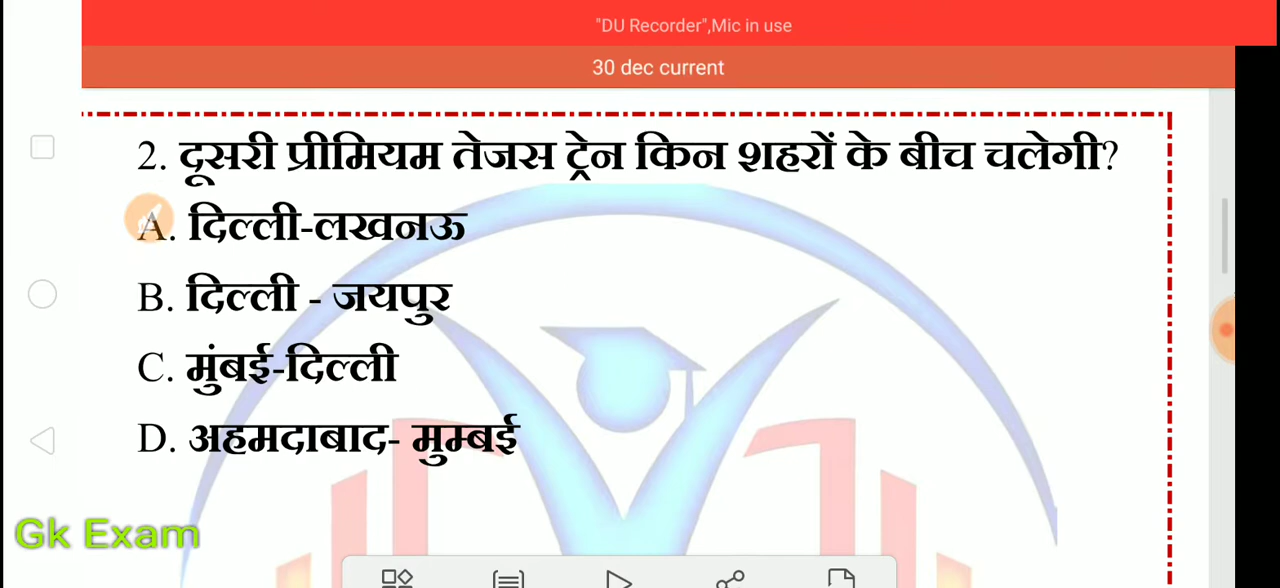 "DU Recorder",Mic in use
30 dec current
2. दूसरी प्रीमियम तेजस ट्रेन किन शहरों के बीच चलेगी?
A. दिल्ली-लखनऊ
B. दिल्ली - जयपुर
C. मुंबई-दिल्ली
D. अहमदाबाद- मुम्बई
Gk Exam